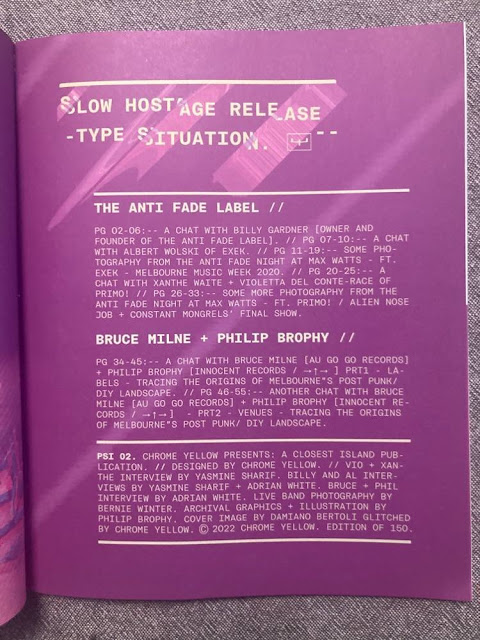 SLOW HOSTAGE RELEASE
-TYPE SITUATION. --
THE ANTI FADE LABEL //
PG 02-06:-- A CHAT WITH BILLY GARDNER [OWNER AND
FOUNDER OF THE ANTI FADE LABEL]. // PG 07-10:-- A CHAT
WITH ALBERT WOLSKI OF EXEK. // PG 11-19:-- SOME PHO-
TOGRAPHY FROM THE ANTI FADE NIGHT AT MAX WATTS - FT.
EXEK - MELBOURNE MUSIC WEEK 2020. // PG 20-25:-- A
CHAT WITH XANTHE WAITE + VIOLETTA DEL CONTE-RACE OF
PRIMO! // PG 26-33:-- SOME MORE PHOTOGRAPHY FROM THE
ANTI FADE NIGHT AT MAX WATTS - FT. PRIMO! / ALIEN NOSE
JOB + CONSTANT MONGRELS' FINAL SHOW.
BRUCE MILNE + PHILIP BROPHY //
PG 34-45:-- A CHAT WITH BRUCE MILNE [AU GO GO RECORDS]
+ PHILIP BROPHY [INNOCENT RECORDS / →↑→ ] PRT1 - LA-
BELS - TRACING THE ORIGINS OF MELBOURNE"S POST PUNK/
DIY LANDSCAPE. // PG 46-55:-- ANOTHER CHAT WITH BRUCE
MILNE [AU GO GO RECORDS] + PHILIP BROPHY [INNOCENT RE-
CORDS / →↑→ ] - PRT2 - VENUES - TRACING THE ORIGINS
OF MELBOURNE"S POST PUNK/ DIY LANDSCAPE.
PSI 02. CHROME YELLOW PRESENTS: A CLOSEST ISLAND PUB-
LICATION. // DESIGNED BY CHROME YELLOW. // VIO + XAN-
THE INTERVIEW BY YASMINE SHARIF. BILLY AND AL INTER-
VIEWS BY YASMINE SHARIF + ADRIAN WHITE. BRUCE + PHIL
INTERVIEW BY ADRIAN WHITE. LIVE BAND PHOTOGRAPHY BY
BERNIE WINTER. ARCHIVAL GRAPHICS + ILLUSTRATION BY
PHILIP BROPHY. COVER IMAGE BY DAMIANO BERTOLI GLITCHED
BY CHROME YELLOW. © 2022 CHROME YELLOW. EDITION OF 150.